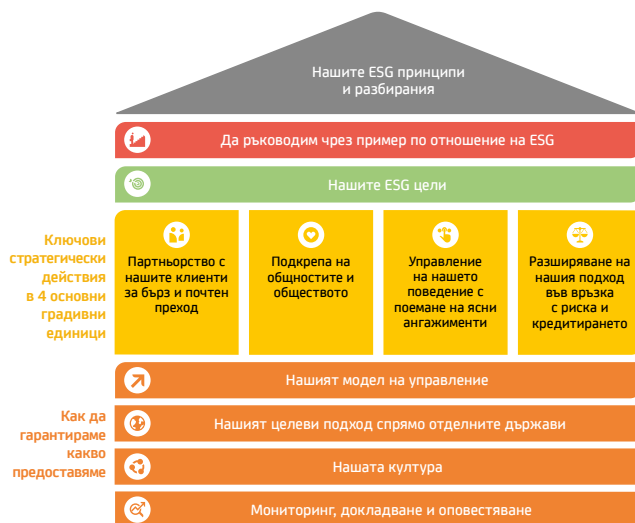 Нашите ESG принципи
и разбирания
Да ръководим чрез пример по отношение на ESG
Нашите ESG цели
Ключови
стратегически
действия
в 4 основни
градивни
единици
Партньорство с
нашите клиенти
за бърз и почтен
преход
Подкрепа на
общностите и
обществото
Управление
на нашето
поведение с
поемане на ясни
ангажименти
Разширяване на
нашия подход
във връзка
с риска и
кредитирането
Как да
гарантираме
какво
предоставяме
Нашият модел на управление
Нашият целеви подход спрямо отделните държави
Нашата култура
Мониторинг, докладване и оповестяване